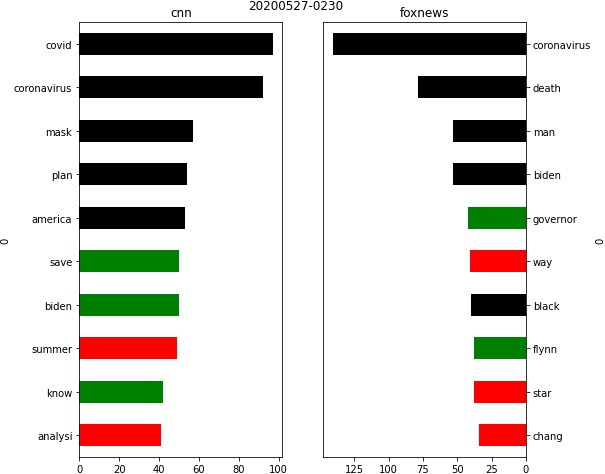 20200527-0230
cnn
foxnews
covid
coronavirus
mask
plan
america
save
biden
summer
know
analysi
0
0 20 40 60 80 100
coronavirus
death
man
biden
governor
way
black
flynn
star
chang
0
125 100 75 50 25 0